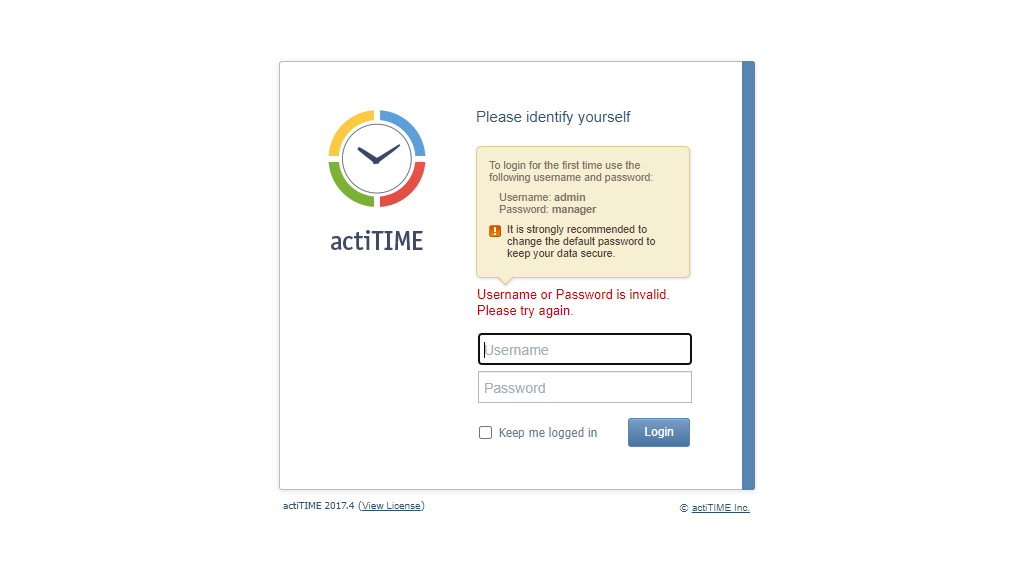 Please identify yourself
To login for the first time use the
following username and password:
Username: admin
Password: manager
It is strongly recommended to
change the default password to
keep your data secure.
actiTIME
Username or Password is invalid.
Please try again.
Username
Password
Keep me logged in
Login
actiTIME 2017.4 (View License)
© actiTIME Inc.